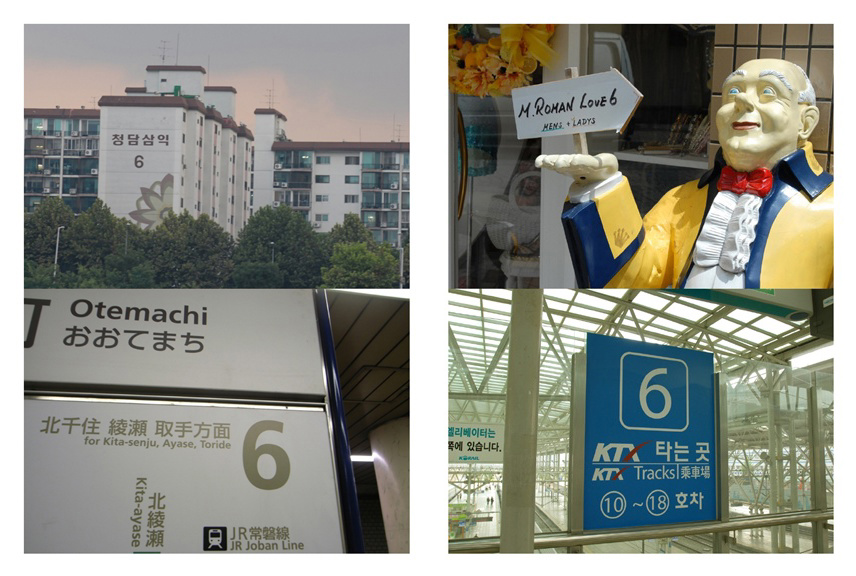 청담삼익
6
M. ROMAN LOVE 6
MENS + LADYS
Otemachi
おおてまち
北千住 綾瀬 取手方面
for Kita-senju, Ayase, Toride
6
北綾瀬
Kita-ayase
JR常磐線
JR Joban Line
6
KTX 타는 곳
KTX Tracks 乘車場
10 ~ 18 호차
엘리베이터는
쪽에 있습니다.
KORAIL